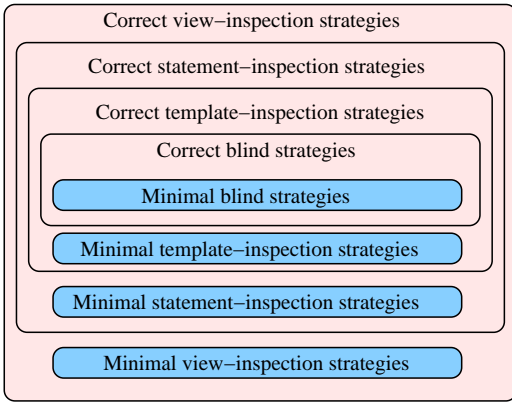 Correct view−inspection strategies
Correct statement−inspection strategies
Correct template−inspection strategies
Correct blind strategies
Minimal blind strategies
Minimal template−inspection strategies
Minimal statement−inspection strategies
Minimal view−inspection strategies